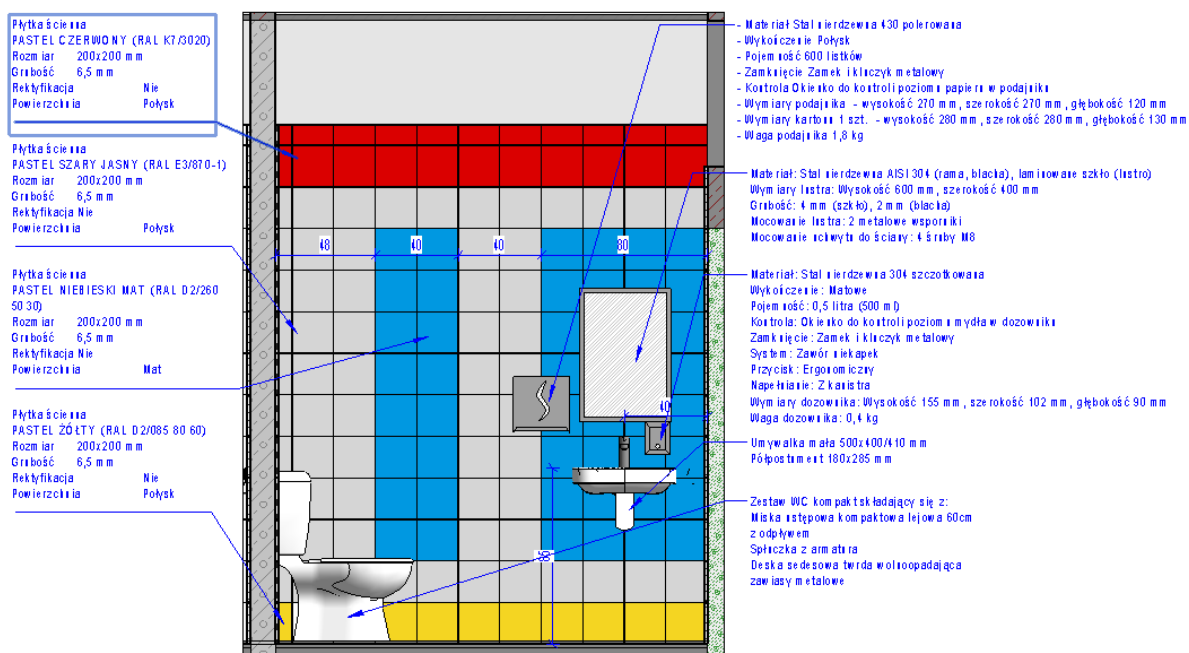 Płytka ścienna
PASTEL CZERWONY (RAL K7/3020)
Rozmiar 200x200 mm
Grubość 6,5 mm
Rektyfikacja Nie
Powierzchnia Połysk
Płytka ścienna
PASTEL SZARY JASNY (RAL E3/870-1)
Rozmiar 200x200 mm
Grubość 6,5 mm
Rektyfikacja Nie
Powierzchnia Połysk
Płytka ścienna
PASTEL NIEBIESKI MAT (RAL D2/260
50 30)
Rozmiar 200x200 mm
Grubość 6,5 mm
Rektyfikacja Nie
Powierzchnia Mat
Płytka ścienna
PASTEL ŻÓŁTY (RAL D2/085 80 60)
Rozmiar 200x200 mm
Grubość 6,5 mm
Rektyfikacja Nie
Powierzchnia Połysk
48 40 40 80
40
86
- Materiał Stal nierdzewna 430 polerowana
- Wykończenie Połysk
- Pojemność 600 listków
- Zamknięcie Zamek i kluczyk metalowy
- Kontrola Okienko do kontroli poziomu papieru w podajniku
- Wymiary podajnika - wysokość 270 mm, szerokość 270 mm, głębokość 120 mm
- Wymiary kartonu 1 szt. - wysokość 280 mm, szerokość 280 mm, głębokość 130 mm
- Waga podajnika 1,8 kg
Materiał: Stal nierdzewna AISI 304 (rama, blacha), laminowane szkło (lustro)
Wymiary lustra: Wysokość 600 mm, szerokość 400 mm
Grubość: 4 mm (szkło), 2 mm (blacha)
Mocowanie lustra: 2 metalowe wsporniki
Mocowanie uchwytu do ściany: 4 śruby M8
Materiał: Stal nierdzewna 304 szczotkowana
Wykończenie: Matowe
Pojemność: 0,5 litra (500 ml)
Kontrola: Okienko do kontroli poziomu mydła w dozowniku
Zamknięcie: Zamek i kluczyk metalowy
System: Zawór niekapek
Przycisk: Ergonomiczny
Napełnianie: Z kanistra
Wymiary dozownika: Wysokość 155 mm, szerokość 102 mm, głębokość 90 mm
Waga dozownika: 0,4 kg
Umywalka mała 500x400/410 mm
Półpostument 180x285 mm
Zestaw WC kompakt składający się z:
Miska ustępowa kompaktowa lejowa 60cm
z odpływem
Spłuczka z armatura
Deska sedesowa twrda wolnoopadająca
zawiasy metalowe